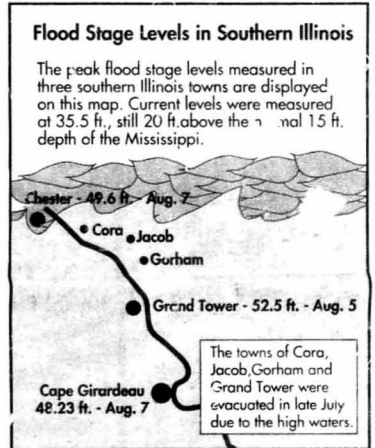 Flood Stage Levels in Southern Illinois
The peak flood stage levels measured in
three southern Illinois towns are displayed
on this map. Current levels were measured
at 35.5 ft., still 20 ft.above the 15 ft.
depth of the Mississippi.
Chester - 49.6 ft.- Aug. 7
Cora
Jacob
Gorham
Grand Tower - 52.5 ft. - Aug. 5
Cape Girardeau
48.23 ft. - Aug. 7
The towns of Cora,
Jacob,Gorham and
Grand Tower were
evacuated in late July
due to the high waters.